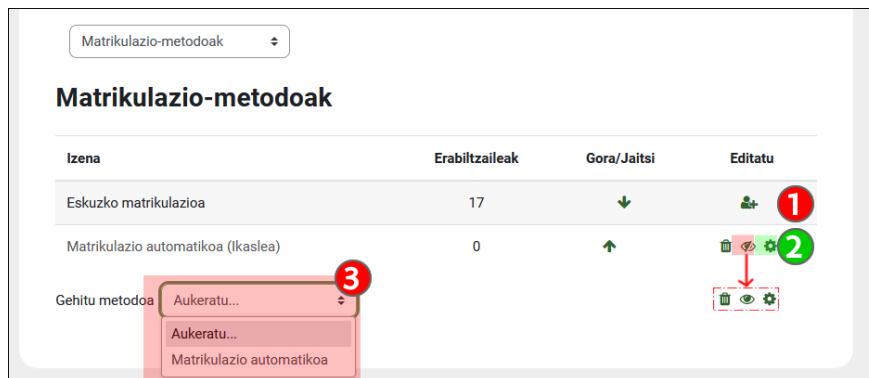 Matrikulazio-metodoak
Matrikulazio-metodoak
Izena Erabiltzaileak Gora/Jaitsi Editatu
Eskuzko matrikulazioa 17 1
Matrikulazio automatikoa (Ikaslea) 0 2
3
Gehitu metodoa Aukeratu...
Aukeratu...
Matrikulazio automatikoa